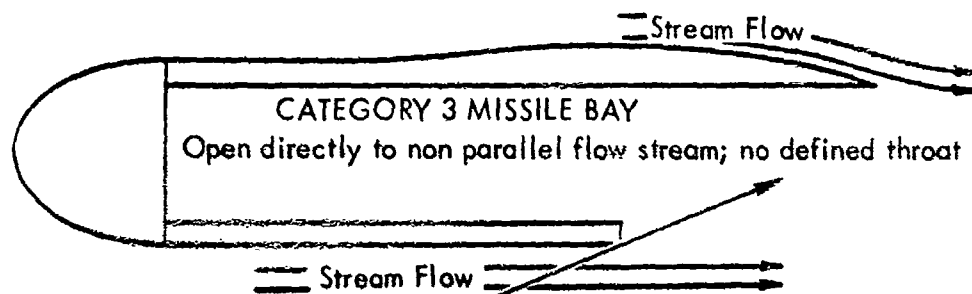 Stream Flow
CATEGORY 3 MISSILE BAY
Open directly to non parallel flow stream; no defined throat
Stream Flow